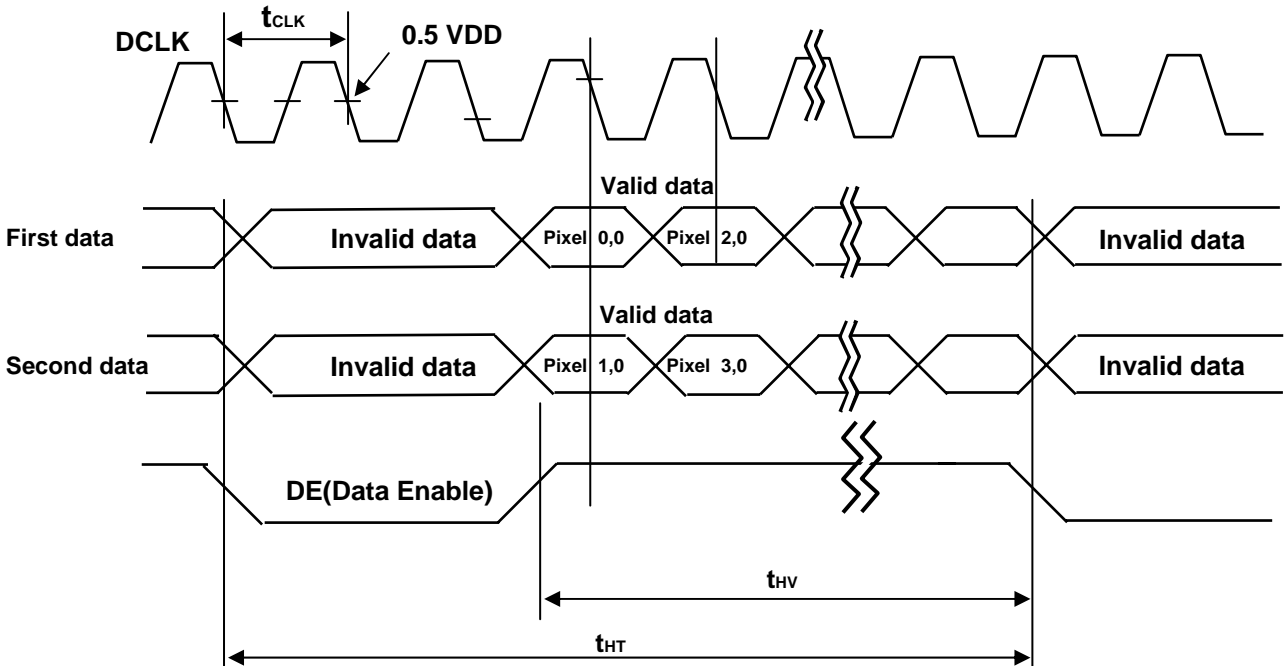 tCLK
DCLK
0.5 VDD
Valid data
First data
Invalid data
Pixel 0,0
Pixel 2,0
Invalid data
Valid data
Second data
Invalid data
Pixel 1,0
Pixel 3,0
Invalid data
DE(Data Enable)
tHV
tHT